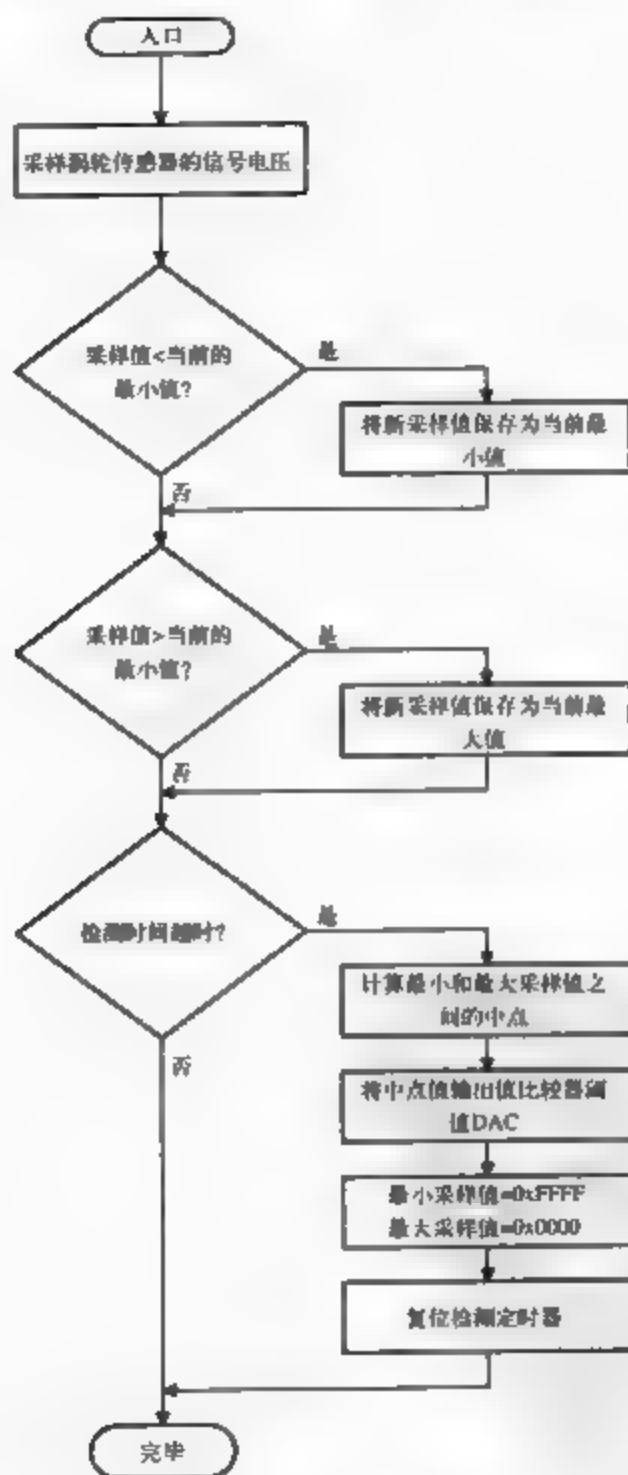 入口
采样涡轮传感器的信号电压
采样值<当前的
最小值?
是
将新采样值保存为当前最
小值
否
采样值>当前的
最小值?
是
将新采样值保存为当前最
大值
否
检测时间超时?
是
计算最小和最大采样值之
间的中点
否
将中点值输出值比较器阈
值DAC
最小采样值=0xFFFF
最大采样值=0x0000
复位检测定时器
完毕